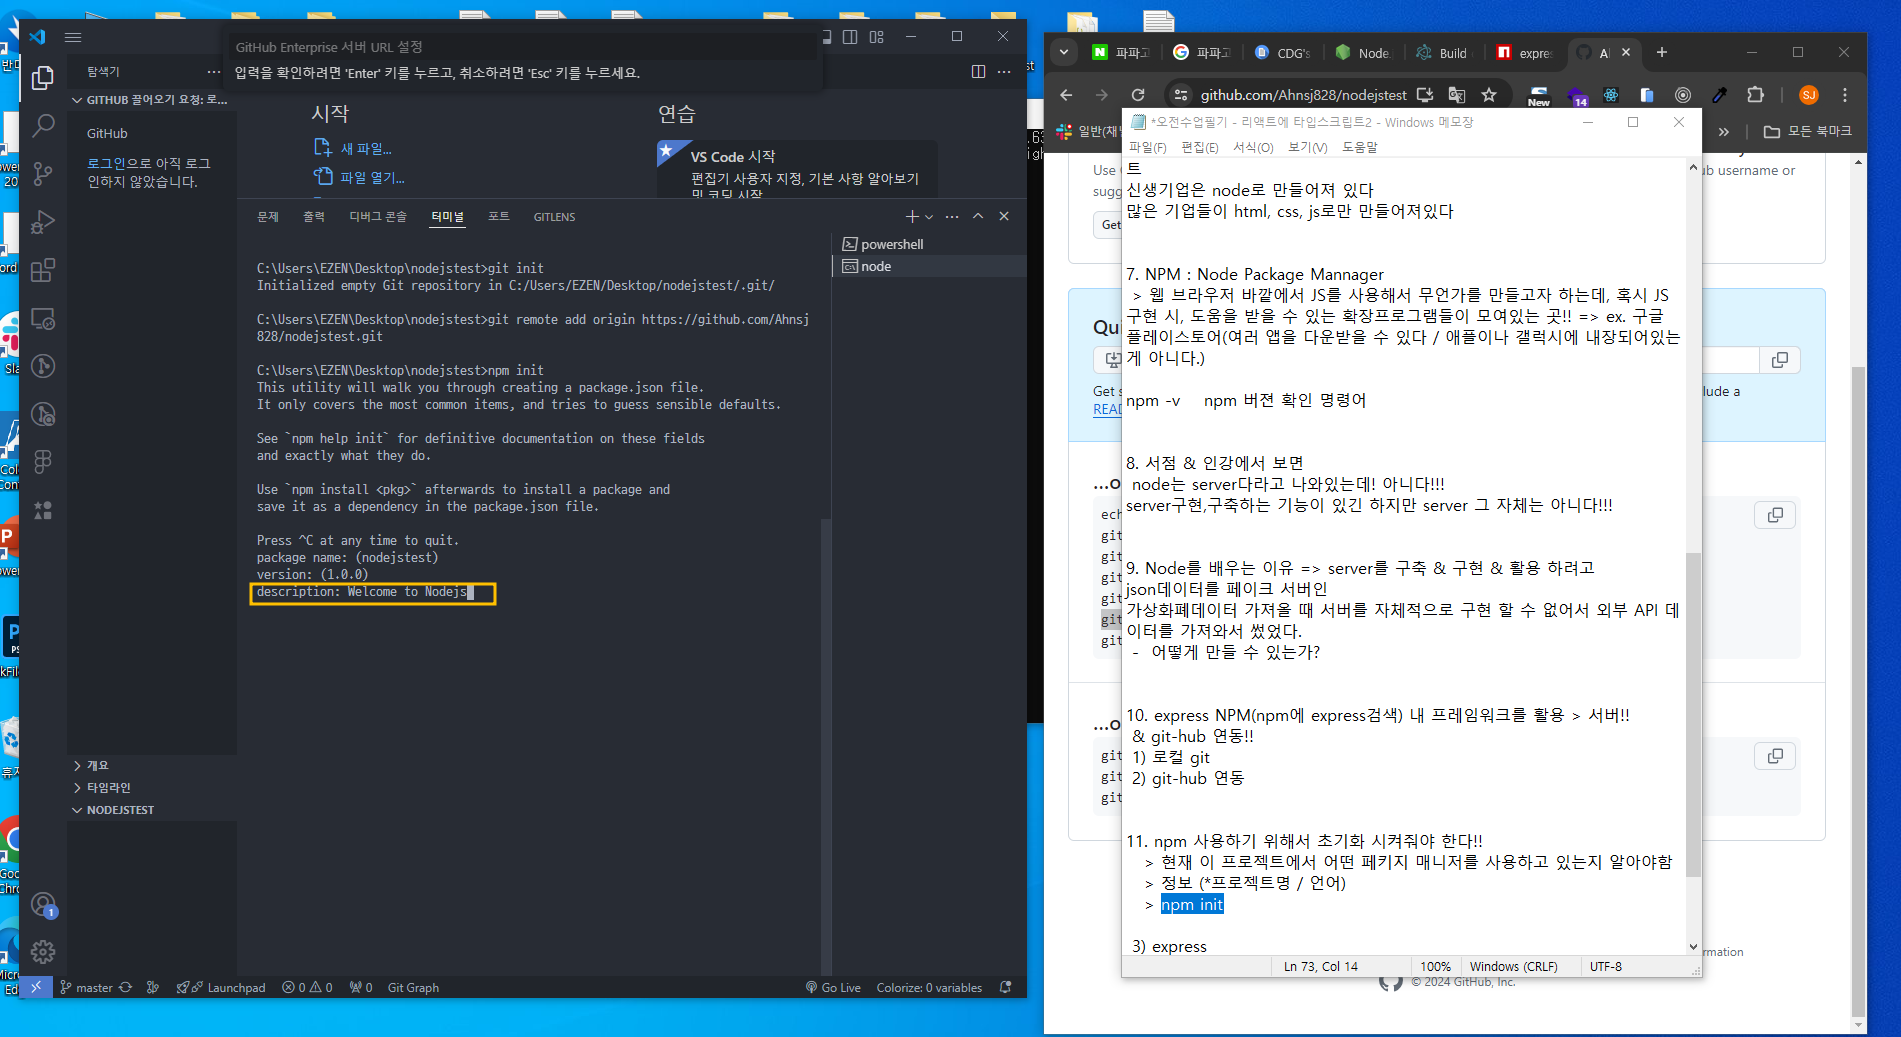 GitHub Enterprise 서버 URL 설정
입력을 확인하려면 'Enter' 키를 누르고, 취소하려면 'Esc' 키를 누르세요.
탐색기
GITHUB 끌어오기 요청: 로...
GitHub
로그인으로 아직 로그
인하지 않았습니다.
시작
새 파일...
파일 열기...
연습
VS Code 시작
편집기 사용자 지정, 기본 사항 알아보기
및 코딩 시작
문제 출력 디버그 콘솔 터미널 포트 GITLENS
powershell
node
C:\Users\EZEN\Desktop\nodejstest>git init
Initialized empty Git repository in C:/Users/EZEN/Desktop/nodejstest/.git/
C:\Users\EZEN\Desktop\nodejstest>git remote add origin https://github.com/Ahnsj
828/nodejstest.git
C:\Users\EZEN\Desktop\nodejstest>npm init
This utility will walk you through creating a package.json file.
It only covers the most common items, and tries to guess sensible defaults.
See `npm help init` for definitive documentation on these fields
and exactly what they do.
Use `npm install <pkg>` afterwards to install a package and
save it as a dependency in the package.json file.
Press ^C at any time to quit.
package name: (nodejstest)
version: (1.0.0)
description: Welcome to Nodejs
개요
타임라인
NODEJSTEST
1
master
Launchpad
0 0
0
Git Graph
Go Live
Colorize: 0 variables
파파고 파파고 CDG's Node. Build expres
github.com/Ahnsj828/nodejstest
New
14
SJ
모든 북마크
*오전수업필기 - 리액트에 타입스크립트2 - Windows 메모장
파일(F) 편집(E) 서식(O) 보기(V) 도움말
트
신생기업은 node로 만들어져 있다
많은 기업들이 html, css, js로만 만들어져있다
7. NPM : Node Package Mannager
> 웹 브라우저 바깥에서 JS를 사용해서 무언가를 만들고자 하는데, 혹시 JS
구현 시, 도움을 받을 수 있는 확장프로그램들이 모여있는 곳!! => ex. 구글
플레이스토어(여러 앱을 다운받을 수 있다 / 애플이나 갤럭시에 내장되어있는
게 아니다.)
npm -v npm 버젼 확인 명령어
8. 서점 & 인강에서 보면
node는 server다라고 나와있는데! 아니다!!!
server구현,구축하는 기능이 있긴 하지만 server 그 자체는 아니다!!!
9. Node를 배우는 이유 => server를 구축 & 구현 & 활용 하려고
json데이터를 페이크 서버인
가상화폐데이터 가져올 때 서버를 자체적으로 구현 할 수 없어서 외부 API 데
이터를 가져와서 썼었다.
- 어떻게 만들 수 있는가?
10. express NPM(npm에 express검색) 내 프레임워크를 활용 > 서버!!
& git-hub 연동!!
1) 로컬 git
2) git-hub 연동
11. npm 사용하기 위해서 초기화 시켜줘야 한다!!
> 현재 이 프로젝트에서 어떤 페키지 매니저를 사용하고 있는지 알아야함
> 정보 (*프로젝트명 / 언어)
> npm init
3) express
Ln 73, Col 14 100% Windows (CRLF) UTF-8
© 2024 GitHub, Inc.